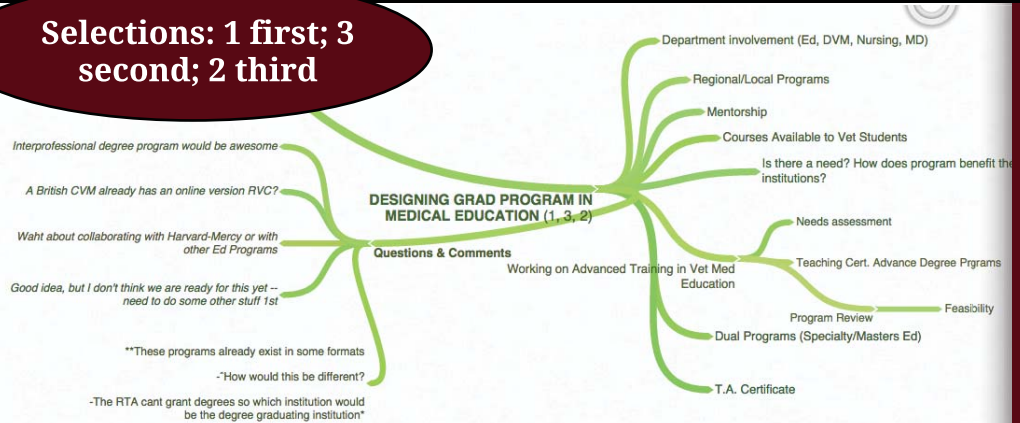 Selections: 1 first; 3
second; 2 third
Department involvement (Ed, DVM, Nursing, MD)
Regional/Local Programs
Mentorship
Courses Available to Vet Students
Is there a need? How does program benefit the
institutions?
DESIGNING GRAD PROGRAM IN
MEDICAL EDUCATION (1, 3, 2)
Interprofessional degree program would be awesome
A British CVM already has an online version RVC?
Waht about collaborating with Harvard-Mercy or with
other Ed Programs
Good idea, but I don't think we are ready for this yet --
need to do some other stuff 1st
Questions & Comments
**These programs already exist in some formats
-˜How would this be different?
-The RTA cant grant degrees so which institution would
be the degree graduating institution*
Working on Advanced Training in Vet Med
Education
Needs assessment
Teaching Cert. Advance Degree Prgrams
Program Review
Feasibility
Dual Programs (Specialty/Masters Ed)
T.A. Certificate